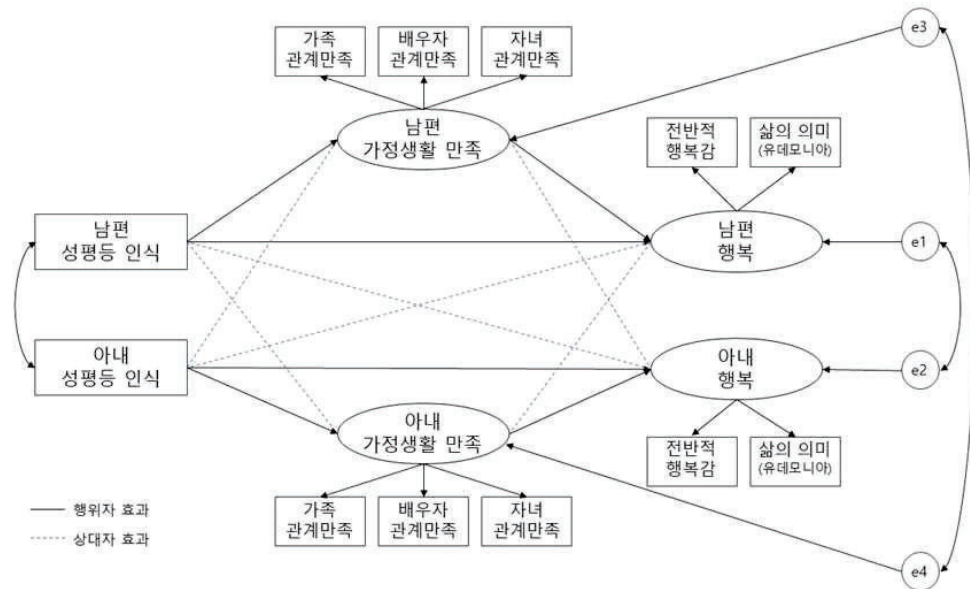 가족
관계만족
배우자
관계만족
자녀
관계만족
e3
남편
가정생활 만족
전반적
행복감
삶의 의미
(유데모니아)
남편
성평등 인식
남편
행복
e1
아내
성평등 인식
아내
행복
e2
아내
가정생활 만족
전반적
행복감
삶의 의미
(유데모니아)
가족
관계만족
배우자
관계만족
자녀
관계만족
행위자 효과
상대자 효과
e4